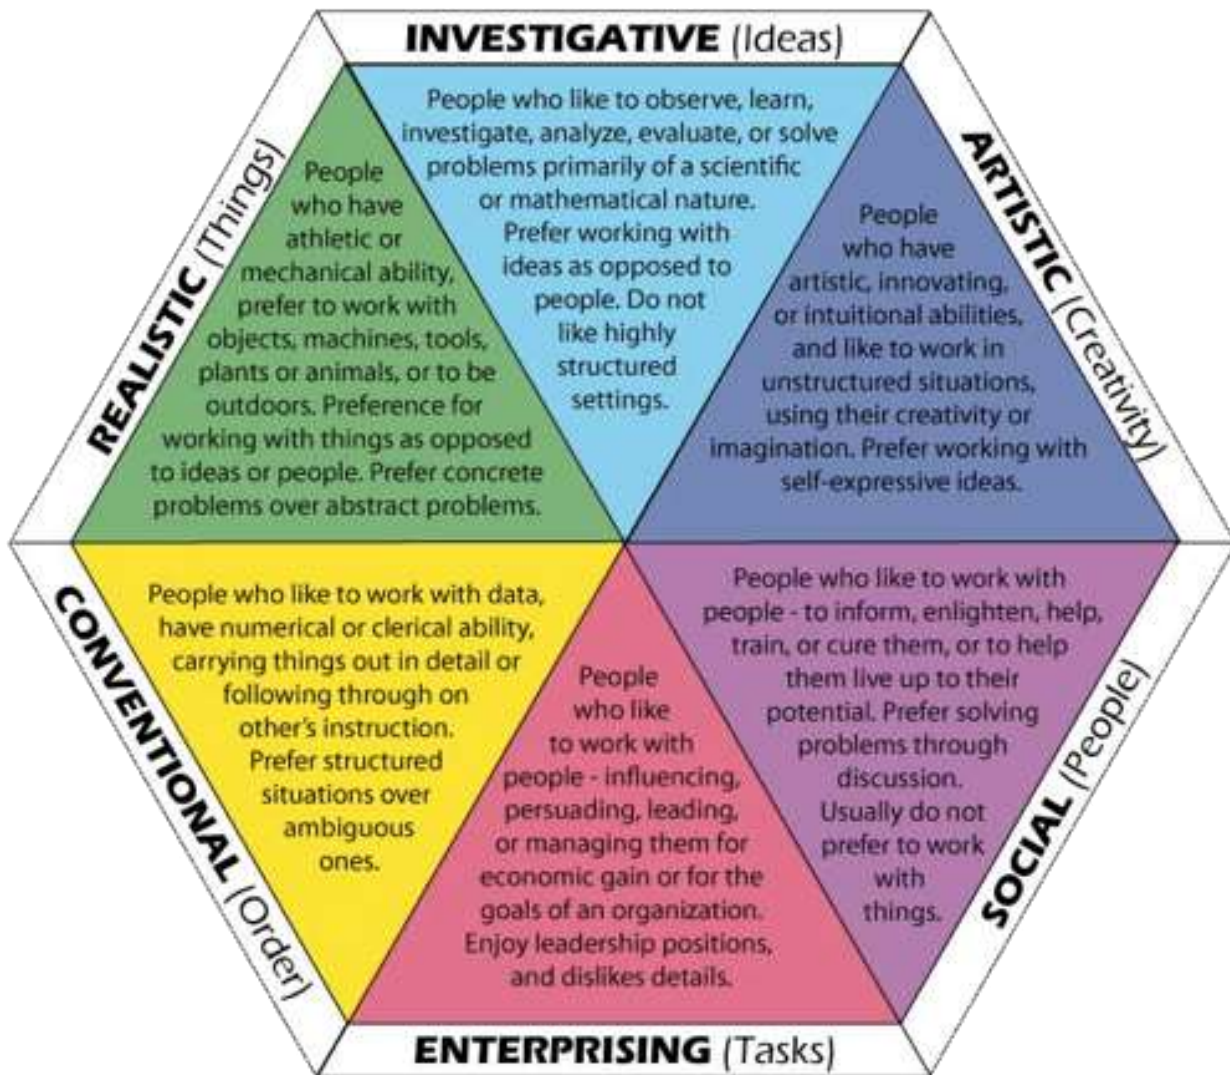 INVESTIGATIVE (Ideas)
People who like to observe, learn,
investigate, analyze, evaluate, or solve
problems primarily of a scientific
or mathematical nature.
Prefer working with
ideas as opposed to
people. Do not
like highly
structured
settings.
ARTISTIC (Creativity)
People
who have
artistic, innovating,
or intuitional abilities,
and like to work in
unstructured situations,
using their creativity or
imagination. Prefer working with
self-expressive ideas.
SOCIAL (People)
People who like to work with
people - to inform, enlighten, help,
train, or cure them, or to help
them live up to their
potential. Prefer solving
problems through
discussion.
Usually do not
prefer to work
with
things.
ENTERPRISING (Tasks)
People
who like
to work with
people - influencing,
persuading, leading,
or managing them for
economic gain or for the
goals of an organization.
Enjoy leadership positions,
and dislikes details.
CONVENTIONAL (Order)
People who like to work with data,
have numerical or clerical ability,
carrying things out in detail or
following through on
other's instruction.
Prefer structured
situations over
ambiguous
ones.
REALISTIC (Things)
People
who have
athletic or
mechanical ability,
prefer to work with
objects, machines, tools,
plants or animals, or to be
outdoors. Preference for
working with things as opposed
to ideas or people. Prefer concrete
problems over abstract problems.